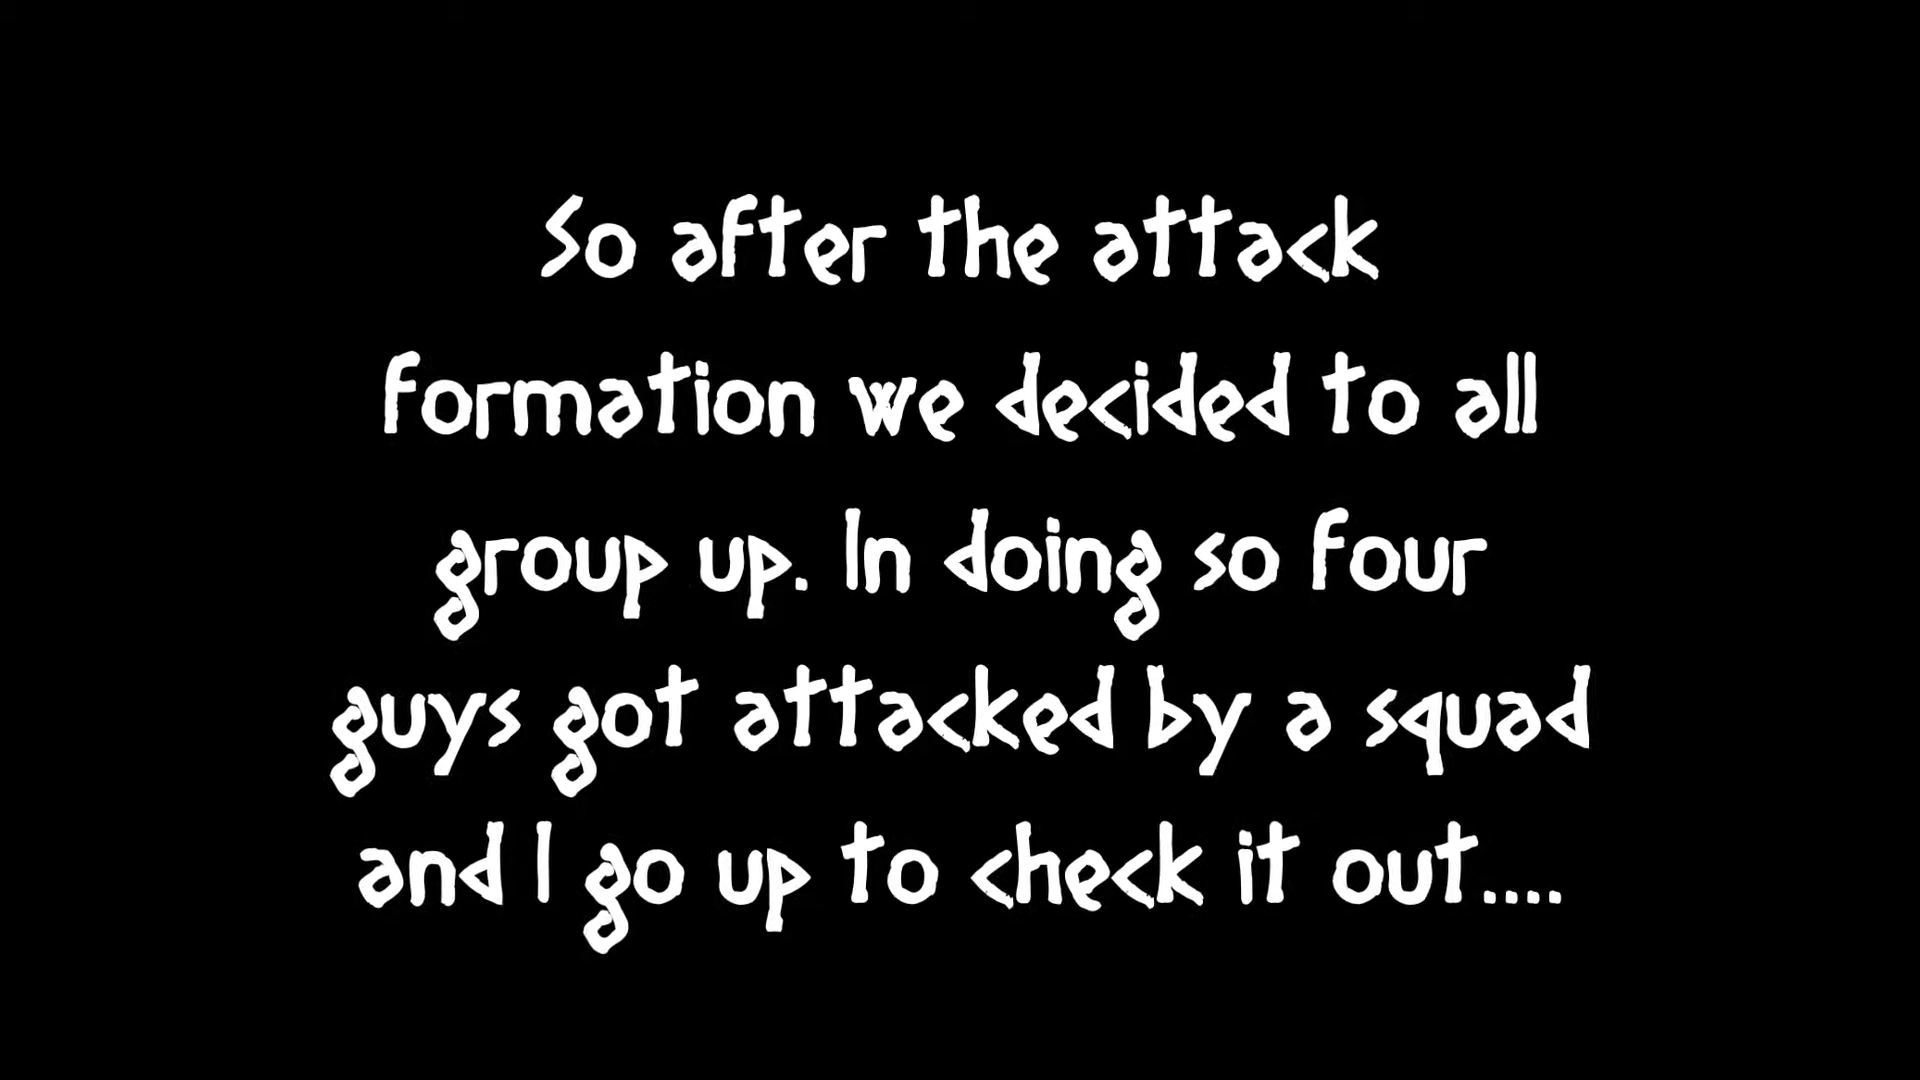 So after the attack
formation we decided to all
group up. In doing so four
guys got attacked by a squad
and I go up to check it out....